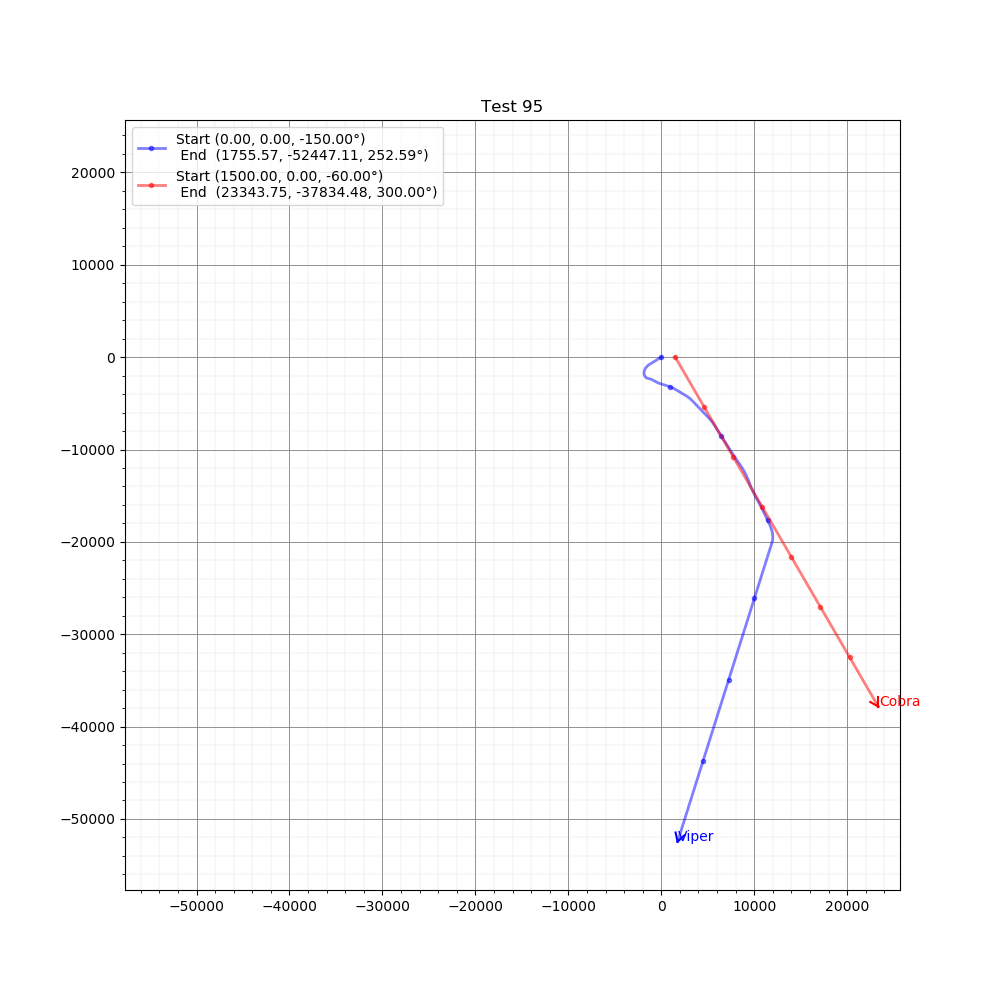 Test 95
Start (0.00, 0.00, -150.00°)
End (1755.57, -52447.11, 252.59°)
Start (1500.00, 0.00, -60.00°)
End (23343.75, -37834.48, 300.00°)
20000
10000
0
−10000
−20000
−30000
−40000
−50000
Cobra
Viper
−50000 −40000 −30000 −20000 −10000 0 10000 20000